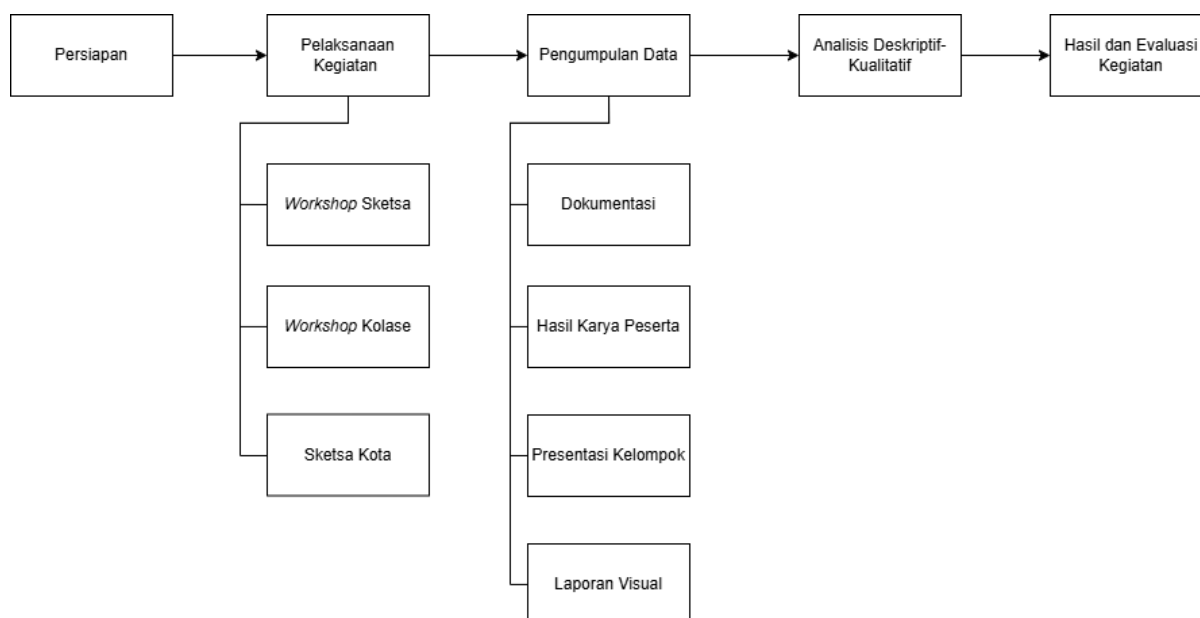 Persiapan
Pelaksanaan
Kegiatan
Pengumpulan Data
Analisis Deskriptif-
Kualitatif
Hasil dan Evaluasi
Kegiatan
Workshop Sketsa
Workshop Kolase
Sketsa Kota
Dokumentasi
Hasil Karya Peserta
Presentasi Kelompok
Laporan Visual